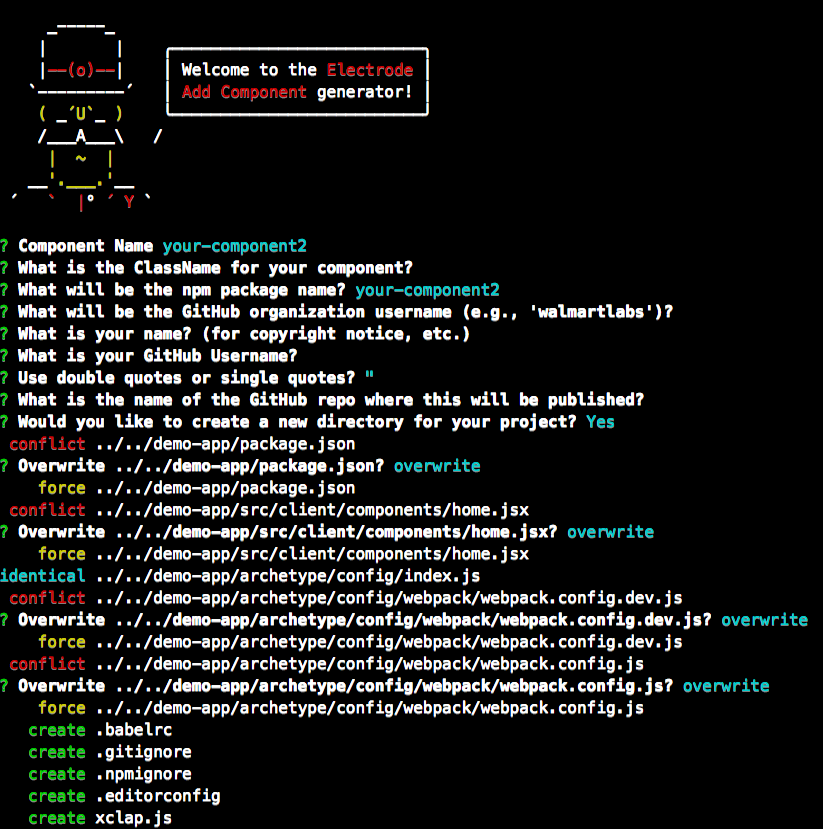 Welcome to the Electrode
Add Component generator!
? Component Name your-component2
? What is the ClassName for your component?
? What will be the npm package name? your-component2
? What will be the GitHub organization username (e.g., 'walmartlabs')?
? What is your name? (for copyright notice, etc.)
? What is your GitHub Username?
? Use double quotes or single quotes? "
? What is the name of the GitHub repo where this will be published?
? Would you like to create a new directory for your project? Yes
conflict ../../demo-app/package.json
? Overwrite ../../demo-app/package.json? overwrite
force ../../demo-app/package.json
conflict ../../demo-app/src/client/components/home.jsx
? Overwrite ../../demo-app/src/client/components/home.jsx? overwrite
force ../../demo-app/src/client/components/home.jsx
identical ../../demo-app/archetype/config/index.js
conflict ../../demo-app/archetype/config/webpack/webpack.config.dev.js
? Overwrite ../../demo-app/archetype/config/webpack/webpack.config.dev.js? overwrite
force ../../demo-app/archetype/config/webpack/webpack.config.dev.js
conflict ../../demo-app/archetype/config/webpack/webpack.config.js
? Overwrite ../../demo-app/archetype/config/webpack/webpack.config.js? overwrite
force ../../demo-app/archetype/config/webpack/webpack.config.js
create .babelrc
create .gitignore
create .npmignore
create .editorconfig
create xclap.js